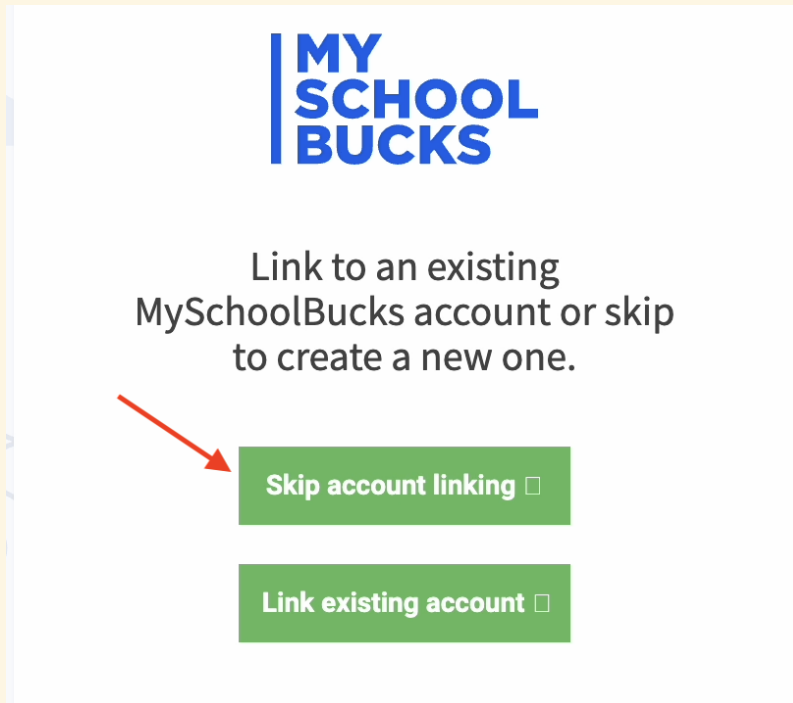 MY
SCHOOL
BUCKS
Link to an existing
MySchoolBucks account or skip
to create a new one.
Skip account linking
Link existing account